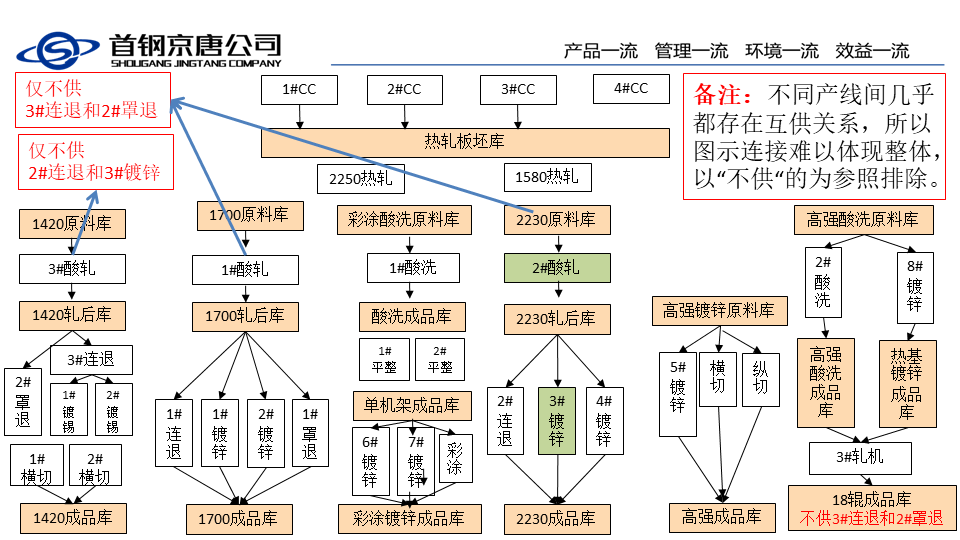 首钢京唐公司
SHOUGANG JINGTANG COMPANY
产品一流 管理一流 环境一流 效益一流
仅不供
3#连退和2#罩退
仅不供
2#连退和3#镀锌
1#CC
2#CC
3#CC
4#CC
热轧板坯库
2250热轧
1580热轧
备注：不同产线间几乎
都存在互供关系，所以
图示连接难以体现整体，
以“不供“的为参照排除。
1420原料库
3#酸轧
1420轧后库
3#连退
2#
罩
退
1#
镀
锡
2#
镀
锡
1#
横切
2#
横切
1420成品库
1700原料库
1#酸轧
1700轧后库
1#
连
退
1#
镀
锌
2#
镀
锌
1#
罩
退
1700成品库
彩涂酸洗原料库
1#酸洗
酸洗成品库
1#
平整
2#
平整
单机架成品库
6#
镀
锌
7#
镀
锌
彩
涂
彩涂镀锌成品库
2230原料库
2#酸轧
2230轧后库
2#
连
退
3#
镀
锌
4#
镀
锌
2230成品库
高强镀锌原料库
5#
镀
锌
横
切
纵
切
高强成品库
高强酸洗原料库
2#
酸
洗
8#
镀
锌
高强
酸洗
成品
库
热基
镀锌
成品
库
3#轧机
18辊成品库
不供3#连退和2#罩退